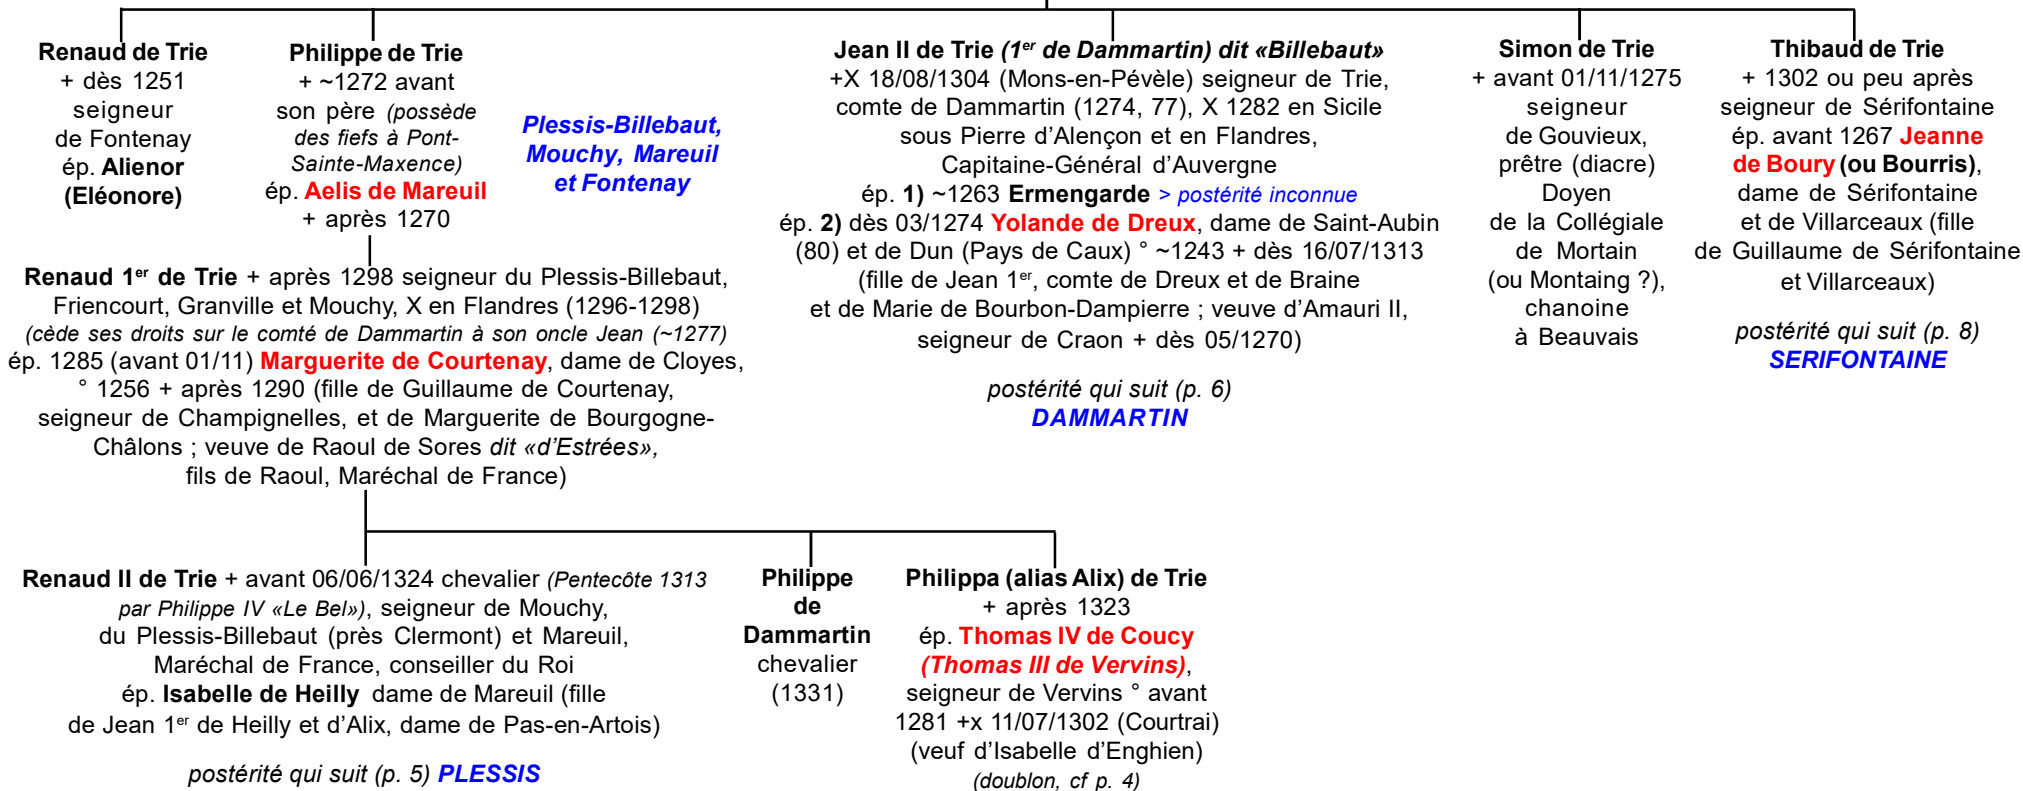 Renaud de Trie
+ dès 1251
seigneur
de Fontenay
ép. Alienor
(Eléonore)
Philippe de Trie
+ ~1272 avant
son père (possède
des fiefs à Pont-
Sainte-Maxence)
ép. Aelis de Mareuil
+ après 1270
Plessis-Billebaut,
Mouchy, Mareuil
et Fontenay
Jean II de Trie (1er de Dammartin) dit «Billebaut»
+X 18/08/1304 (Mons-en-Pévèle) seigneur de Trie,
comte de Dammartin (1274, 77), X 1282 en Sicile
sous Pierre d'Alençon et en Flandres,
Capitaine-Général d'Auvergne
ép. 1) ~1263 Ermengarde > postérité inconnue
ép. 2) dès 03/1274 Yolande de Dreux, dame de Saint-Aubin
(80) et de Dun (Pays de Caux) ° ~1243 + dès 16/07/1313
(fille de Jean 1er, comte de Dreux et de Braine
et de Marie de Bourbon-Dampierre ; veuve d'Amauri II,
seigneur de Craon + dès 05/1270)
postérité qui suit (p. 6)
DAMMARTIN
Simon de Trie
+ avant 01/11/1275
seigneur
de Gouvieux,
prêtre (diacre)
Doyen
de la Collégiale
de Mortain
(ou Montaing ?),
chanoine
à Beauvais
Thibaud de Trie
+ 1302 ou peu après
seigneur de Sérifontaine
ép. avant 1267 Jeanne
de Boury (ou Bourris),
dame de Sérifontaine
et de Villarceaux (fille
de Guillaume de Sérifontaine
et Villarceaux)
postérité qui suit (p. 8)
SERIFONTAINE
Renaud 1er de Trie + après 1298 seigneur du Plessis-Billebaut,
Friencourt, Granville et Mouchy, X en Flandres (1296-1298)
(cède ses droits sur le comté de Dammartin à son oncle Jean (~1277)
ép. 1285 (avant 01/11) Marguerite de Courtenay, dame de Cloyes,
° 1256 + après 1290 (fille de Guillaume de Courtenay,
seigneur de Champignelles, et de Marguerite de Bourgogne-
Châlons ; veuve de Raoul de Sores dit «d'Estrées»,
fils de Raoul, Maréchal de France)
Renaud II de Trie + avant 06/06/1324 chevalier (Pentecôte 1313
par Philippe IV «Le Bel»), seigneur de Mouchy,
du Plessis-Billebaut (près Clermont) et Mareuil,
Maréchal de France, conseiller du Roi
ép. Isabelle de Heilly dame de Mareuil (fille
de Jean 1er de Heilly et d'Alix, dame de Pas-en-Artois)
postérité qui suit (p. 5) PLESSIS
Philippe
de
Dammartin
chevalier
(1331)
Philippa (alias Alix) de Trie
+ après 1323
ép. Thomas IV de Coucy
(Thomas III de Vervins),
seigneur de Vervins ° avant
1281 +x 11/07/1302 (Courtrai)
(veuf d'Isabelle d'Enghien)
(doublon, cf p. 4)